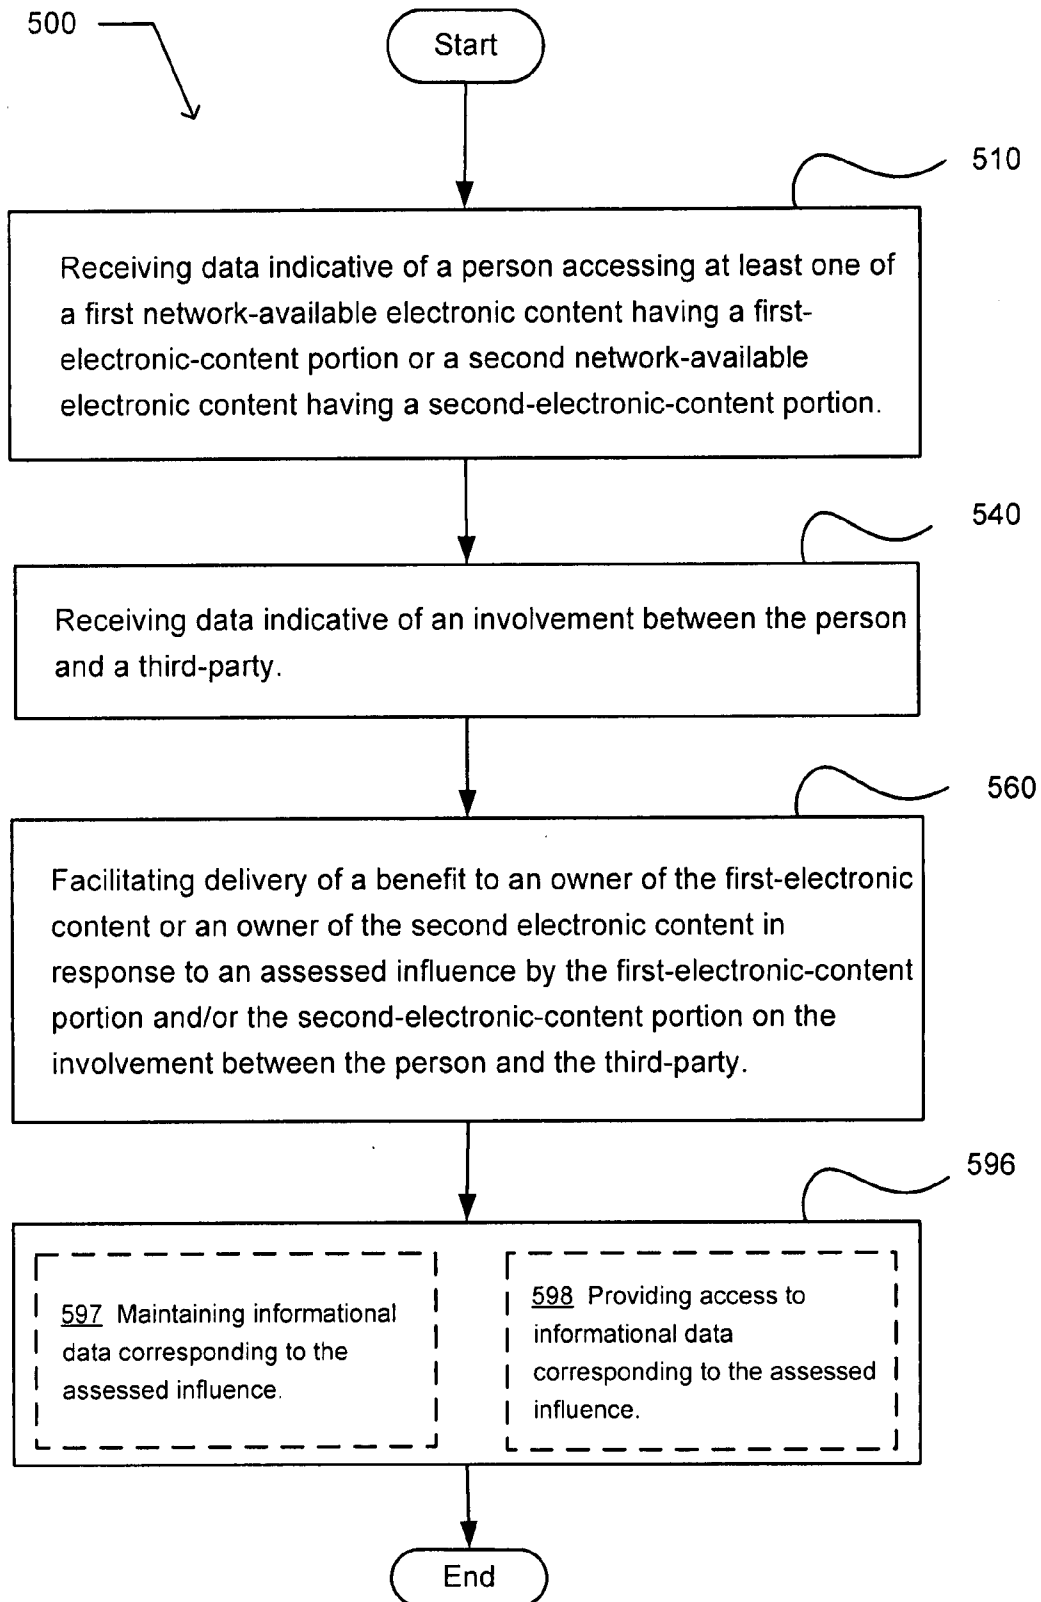 500
Start
510
Receiving data indicative of a person accessing at least one of
a first network-available electronic content having a first-
electronic-content portion or a second network-available
electronic content having a second-electronic-content portion.
540
Receiving data indicative of an involvement between the person
and a third-party.
560
Facilitating delivery of a benefit to an owner of the first-electronic
content or an owner of the second electronic content in
response to an assessed influence by the first-electronic-content
portion and/or the second-electronic-content portion on the
involvement between the person and the third-party.
596
597 Maintaining informational
data corresponding to the
assessed influence.
598 Providing access to
informational data
corresponding to the assessed
influence.
End